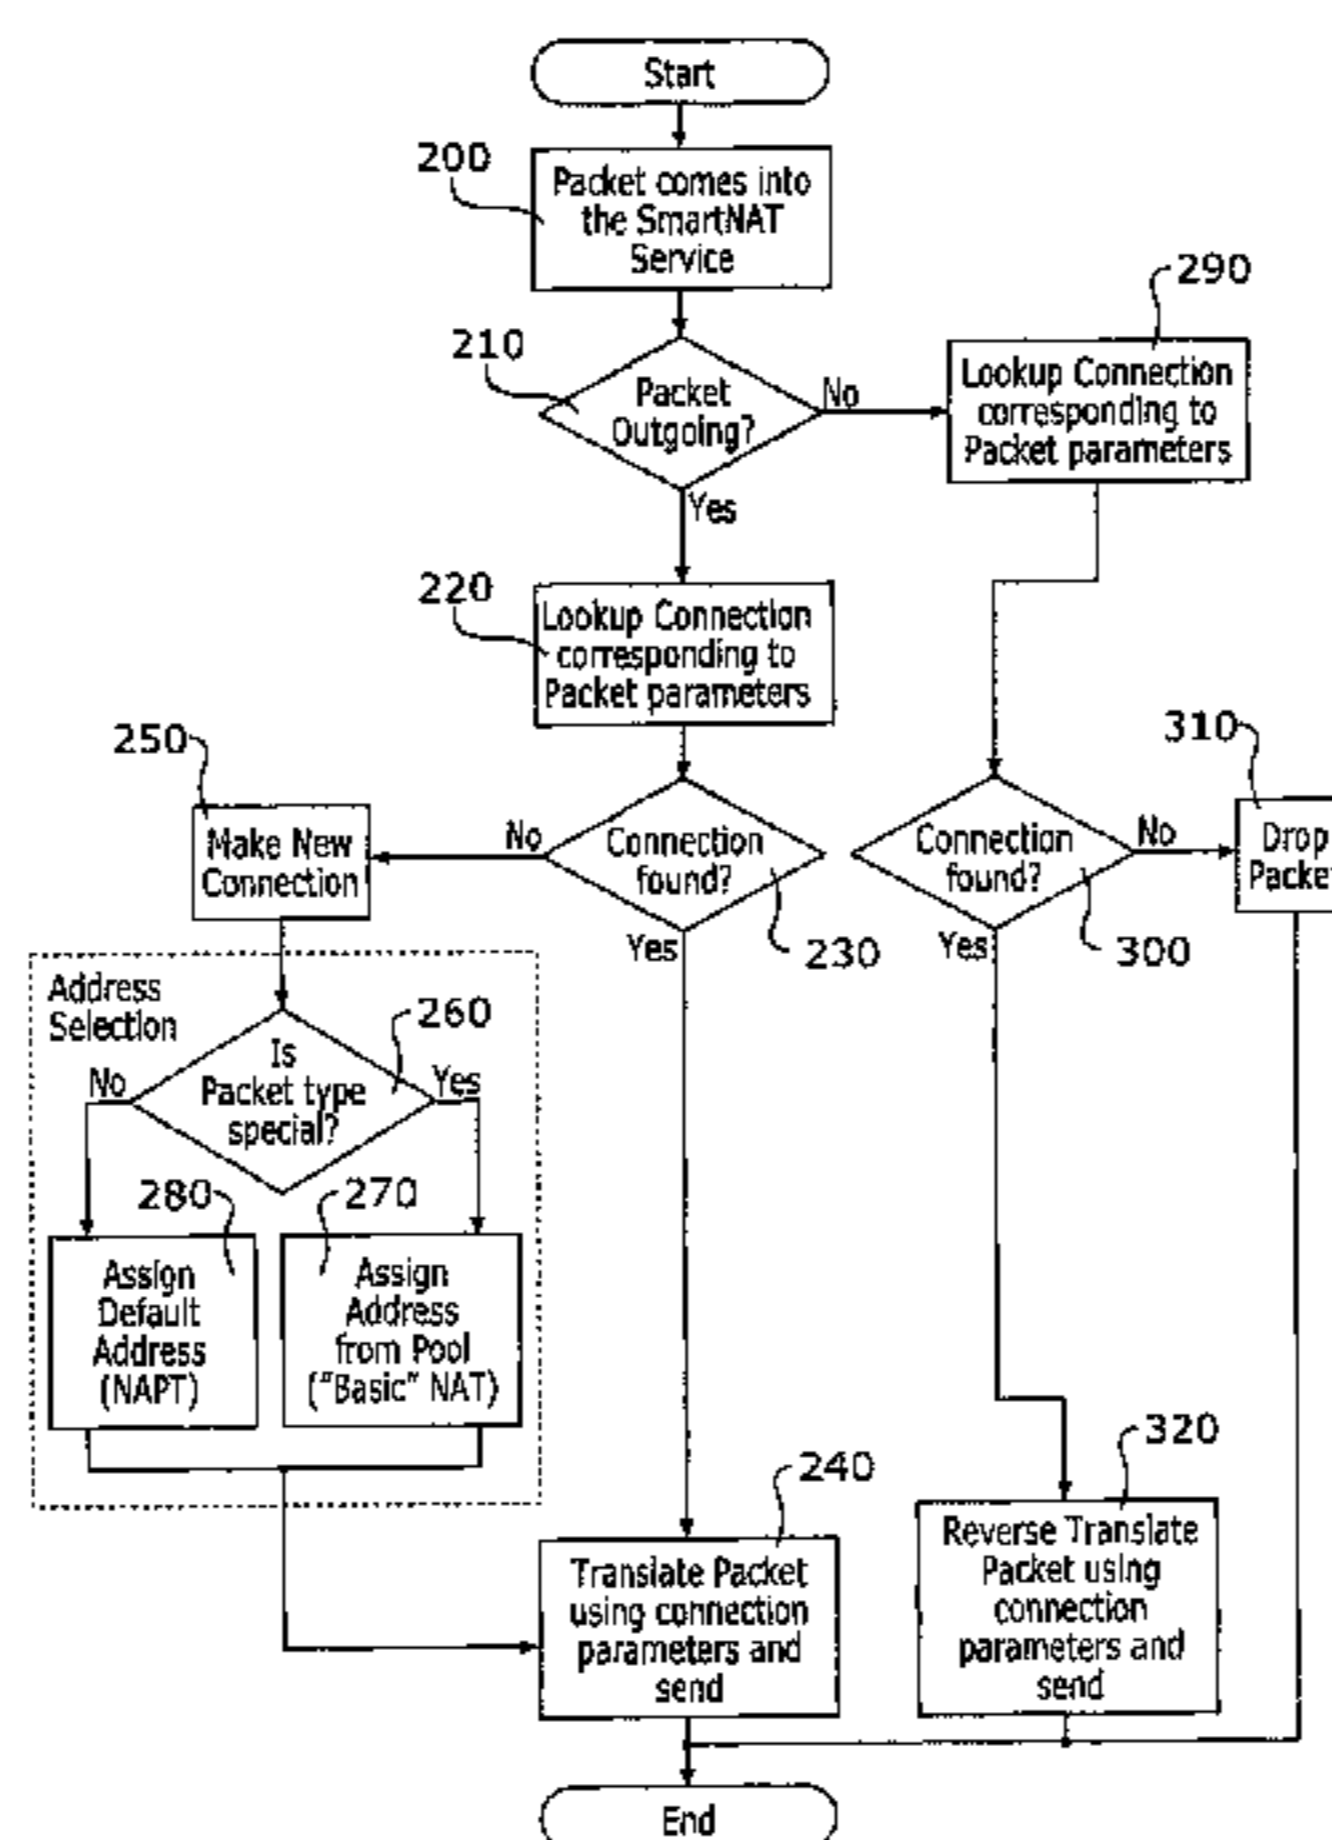 Start
200
Packet comes into
the SmartNAT
Service
290
210
Packet
Outgoing?
No
Lookup Connection
corresponding to
Packet parameters
Yes
220
Lookup Connection
corresponding to
Packet parameters
250
310
Make New
Connection
No
Connection
found?
Connection
found?
No
Drop
Packet
Yes
230
Yes
300
Address
Selection
260
Is
Packet type
special?
No
Yes
280
270
Assign
Default
Address
(NAPT)
Assign
Address
from Pool
("Basic" NAT)
240
320
Translate Packet
using connection
parameters and
send
Reverse Translate
Packet using
connection
parameters and
send
End